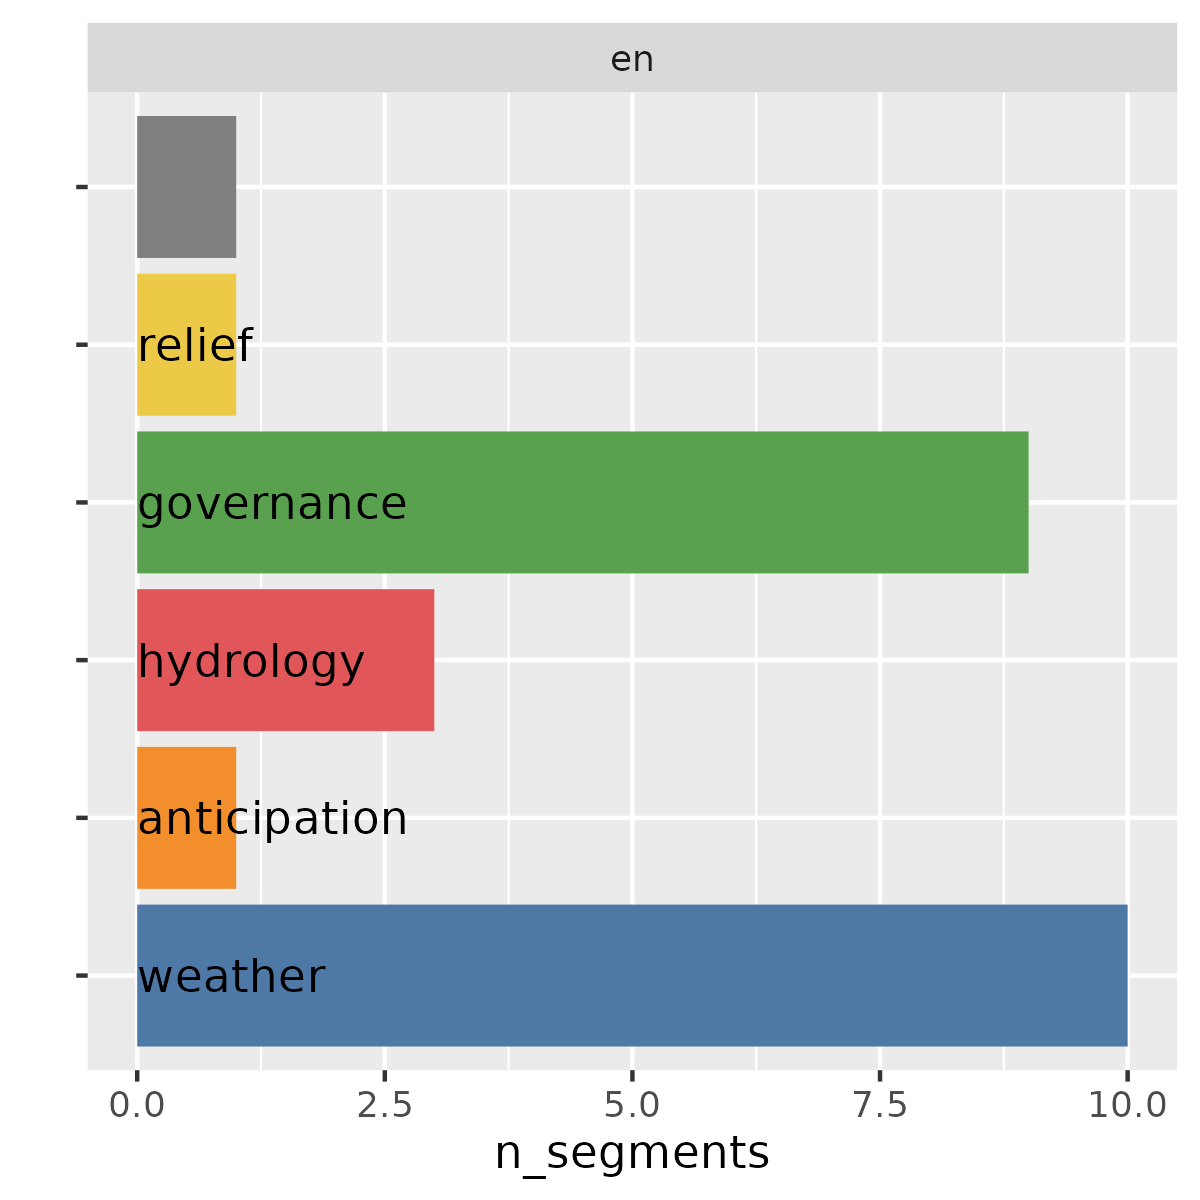 en
relief
governance
hydrology
anticipation
weather
0.0 2.5 5.0 7.5 10.0
n_segments